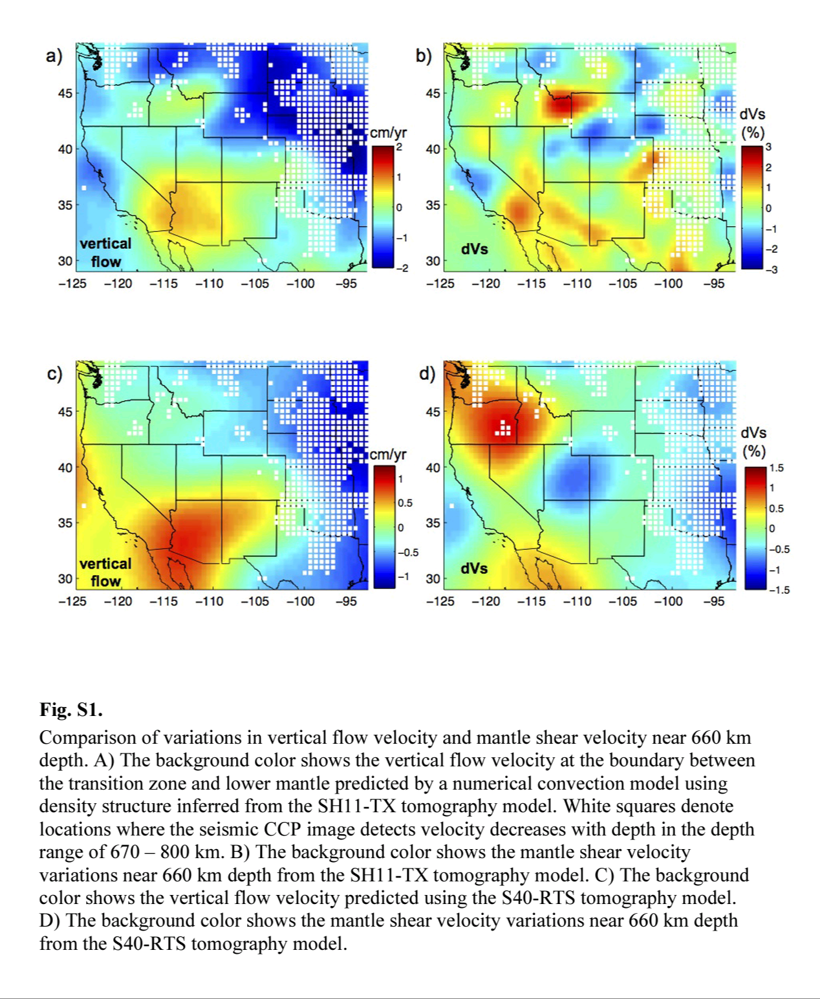 a)
45
40
35
30
vertical
flow
−125
−120
−115
−110
−105
−100
−95
cm/yr
2
1
0
−1
−2
b)
45
40
35
30
dVs
−125
−120
−115
−110
−105
−100
−95
dVs
(%)
3
2
1
0
−1
−2
−3
c)
45
40
35
30
vertical
flow
−125
−120
−115
−110
−105
−100
−95
cm/yr
1
0.5
0
−0.5
−1
d)
45
40
35
30
dVs
−125
−120
−115
−110
−105
−100
−95
dVs
(%)
1.5
1
0.5
0
−0.5
−1
−1.5
Fig. S1.
Comparison of variations in vertical flow velocity and mantle shear velocity near 660 km
depth. A) The background color shows the vertical flow velocity at the boundary between
the transition zone and lower mantle predicted by a numerical convection model using
density structure inferred from the SH11-TX tomography model. White squares denote
locations where the seismic CCP image detects velocity decreases with depth in the depth
range of 670 – 800 km. B) The background color shows the mantle shear velocity
variations near 660 km depth from the SH11-TX tomography model. C) The background
color shows the vertical flow velocity predicted using the S40-RTS tomography model.
D) The background color shows the mantle shear velocity variations near 660 km depth
from the S40-RTS tomography model.